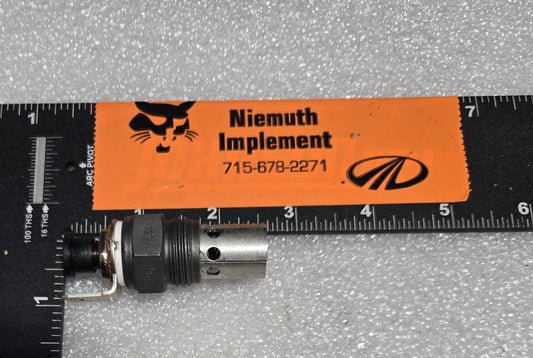 1
7
Niemuth
Implement
715-678-2271
ARC PIVOT
100 THS
16 THS
1 2 3 4 5 6
1